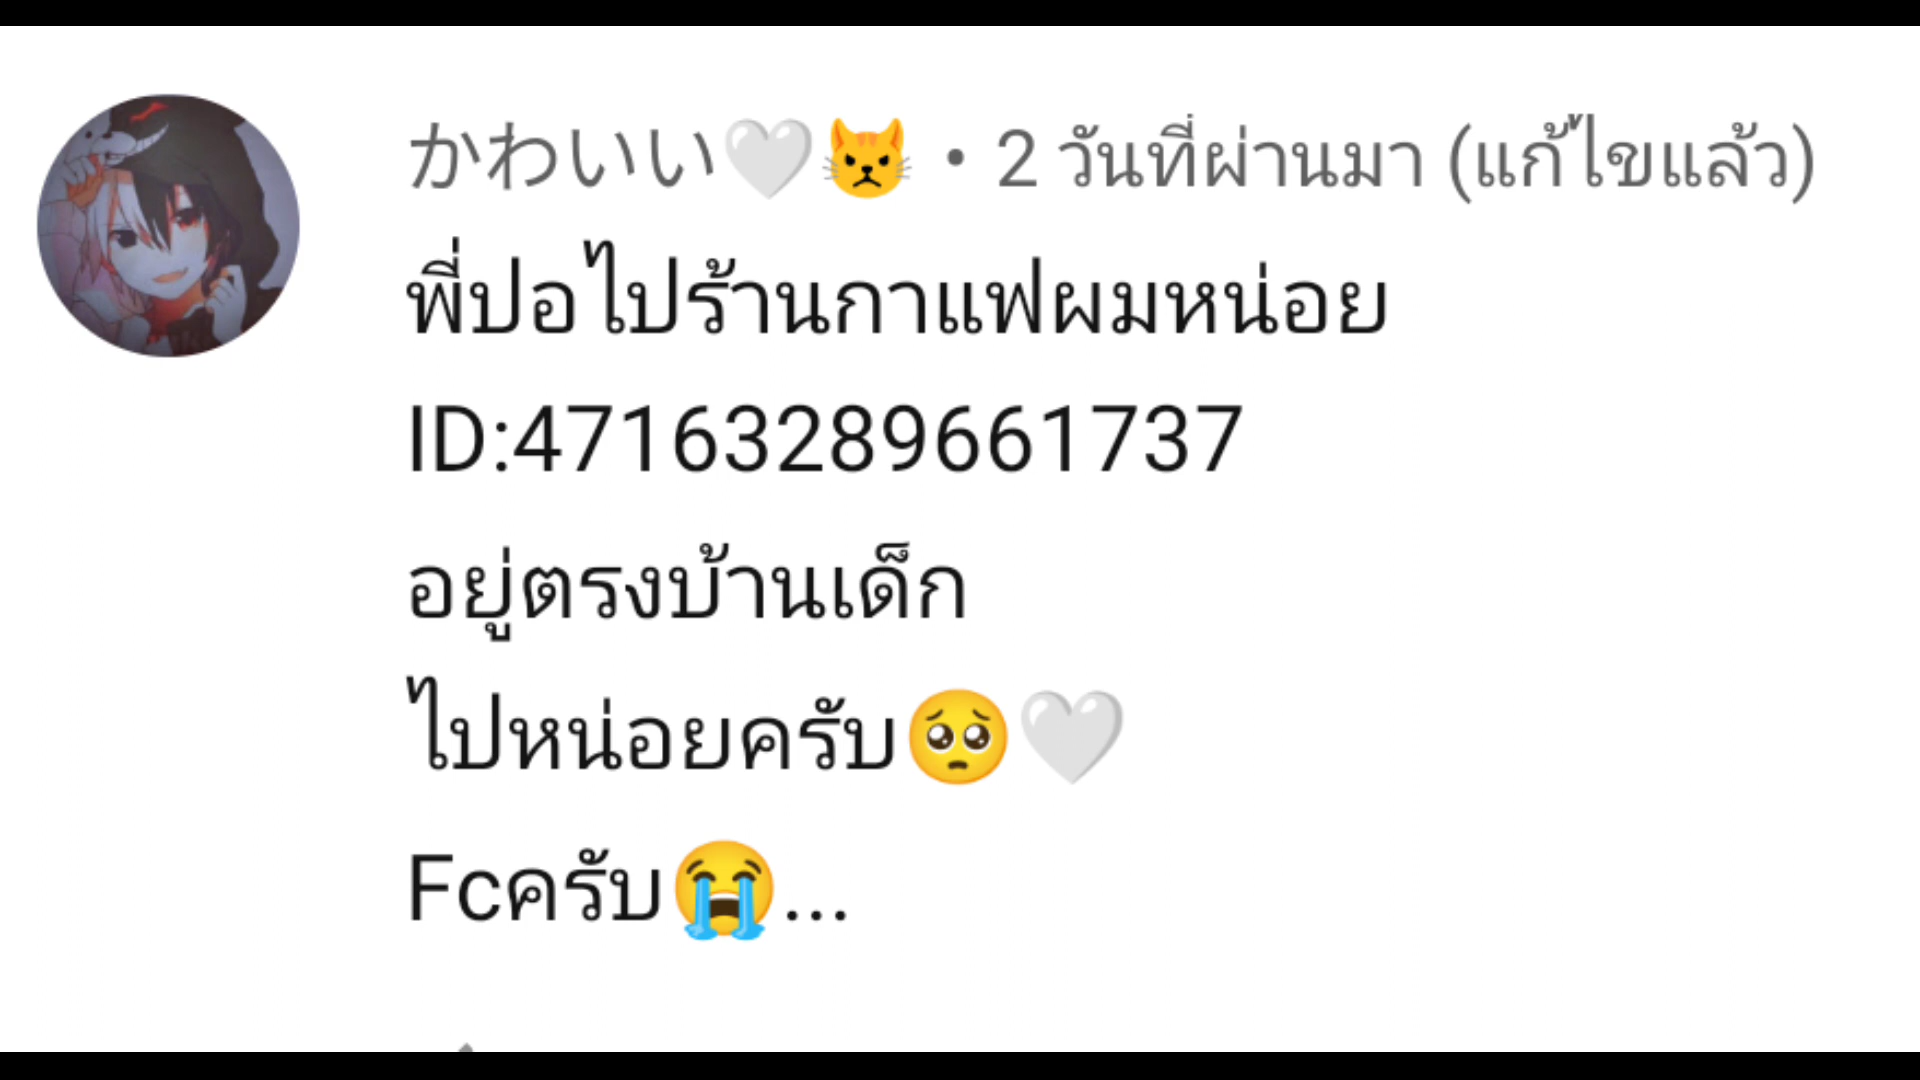 かわいい🤍😾 • 2 วันที่ผ่านมา (แก้ไขแล้ว)
พี่ปอไปร้านกาแฟผมหน่อย
ID:47163289661737
อยู่ตรงบ้านเด็ก
ไปหน่อยครับ🥺🤍
Fcครับ😭...